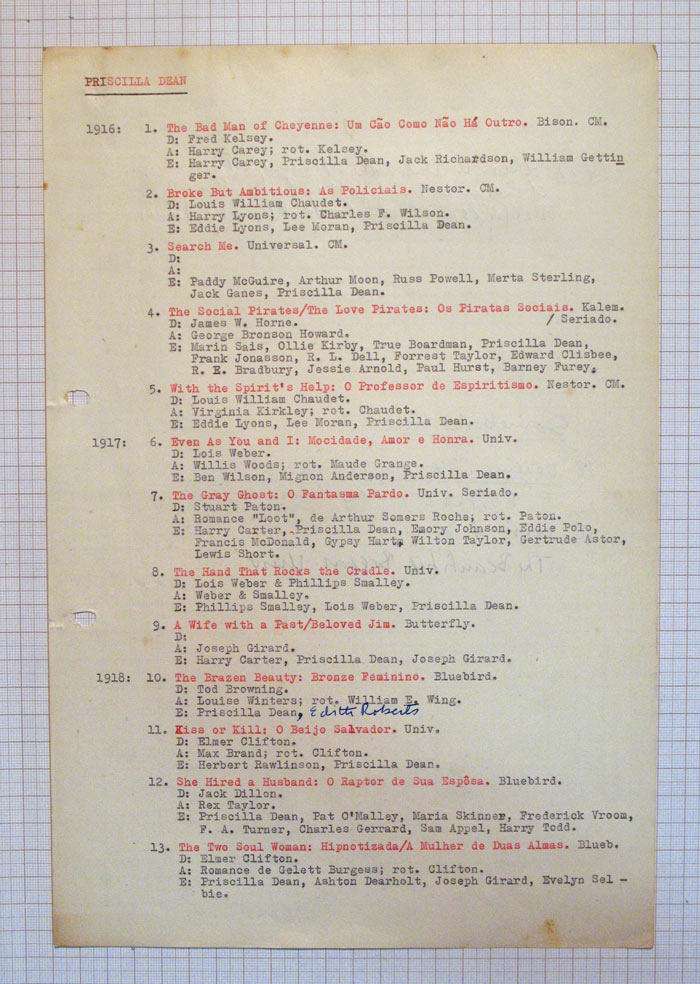 PRISCILLA DEAN
1916: 1. The Bad Man of Cheyenne: Um Cão Como Não Há Outro. Bison. CM.
D: Fred Kelsey.
A: Harry Carey; rot. Kelsey.
E: Harry Carey, Priscilla Dean, Jack Richardson, William Gettin
ger.
2. Broke But Ambitious: As Policiais. Nestor. CM.
D: Louis William Chaudet.
A: Harry Lyons; rot. Charles F. Wilson.
E: Eddie Lyons, Lee Moran, Priscilla Dean.
3. Search Me. Universal. CM.
D:
A:
E: Paddy McGuire, Arthur Moon, Russ Powell, Merta Sterling,
Jack Ganes, Priscilla Dean.
4. The Social Pirates/The Love Pirates: Os Piratas Sociais. Kalem.
D: James W. Horne. / Seriado.
A: George Bronson Howard.
E: Marin Sais, Ollie Kirby, True Boardman, Priscilla Dean,
Frank Jonasson, R. L. Dell, Forrest Taylor, Edward Clisbee,
R. E. Bradbury, Jessie Arnold, Paul Hurst, Barney Furey.
5. With the Spirit's Help: O Professor de Espiritismo. Nestor. CM.
D: Louis William Chaudet.
A: Virginia Kirkley; rot. Chaudet.
E: Eddie Lyons, Lee Moran, Priscilla Dean.
1917: 6. Even As You and I: Mocidade, Amor e Honra. Univ.
D: Lois Weber.
A: Willis Woods; rot. Maude Grange.
E: Ben Wilson, Mignon Anderson, Priscilla Dean.
7. The Gray Ghost: O Fantasma Pardo. Univ. Seriado.
D: Stuart Paton.
A: Romance "Loot", de Arthur Somers Roche; rot. Paton.
E: Harry Carter, Priscilla Dean, Emory Johnson, Eddie Polo,
Francis McDonald, Gypsy Hart, Wilton Taylor, Gertrude Astor,
Lewis Short.
8. The Hand That Rocks the Cradle. Univ.
D: Lois Weber & Phillips Smalley.
A: Weber & Smalley.
E: Phillips Smalley, Lois Weber, Priscilla Dean.
9. A Wife with a Past/Beloved Jim. Butterfly.
D:
A: Joseph Girard.
E: Harry Carter, Priscilla Dean, Joseph Girard.
1918: 10. The Brazen Beauty: Bronze Feminino. Bluebird.
D: Tod Browning.
A: Louise Winters; rot. William E. Wing.
E: Priscilla Dean, Edith Roberts
11. Kiss or Kill: O Beijo Salvador. Univ.
D: Elmer Clifton.
A: Max Brand; rot. Clifton.
E: Herbert Rawlinson, Priscilla Dean.
12. She Hired a Husband: O Raptor de Sua Espôsa. Bluebird.
D: Jack Dillon.
A: Rex Taylor.
E: Priscilla Dean, Pat O'Malley, Maria Skinner, Frederick Vroom,
F. A. Turner, Charles Gerrard, Sam Appel, Harry Todd.
13. The Two Soul Woman: Hipnotizada/A Mulher de Duas Almas. Blueb.
D: Elmer Clifton.
A: Romance de Gelett Burgess; rot. Clifton.
E: Priscilla Dean, Ashton Dearholt, Joseph Girard, Evelyn Sel -
bie.